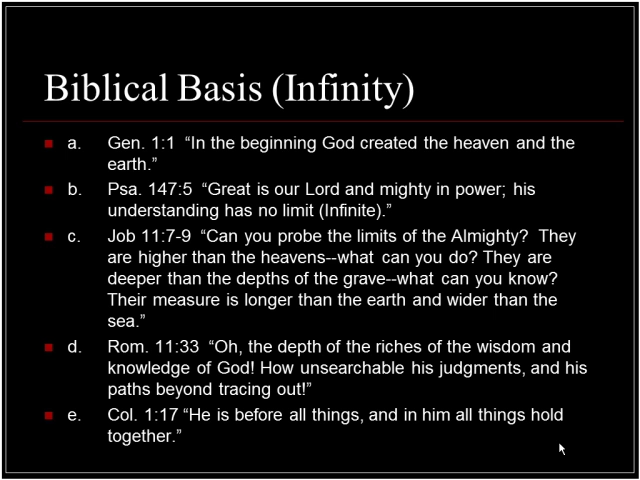 Biblical Basis (Infinity)
a. Gen. 1:1 “In the beginning God created the heaven and the
earth.”
b. Psa. 147:5 “Great is our Lord and mighty in power; his
understanding has no limit (Infinite).”
c. Job 11:7-9 “Can you probe the limits of the Almighty? They
are higher than the heavens--what can you do? They are
deeper than the depths of the grave--what can you know?
Their measure is longer than the earth and wider than the
sea.”
d. Rom. 11:33 “Oh, the depth of the riches of the wisdom and
knowledge of God! How unsearchable his judgments, and his
paths beyond tracing out!”
e. Col. 1:17 “He is before all things, and in him all things hold
together.”